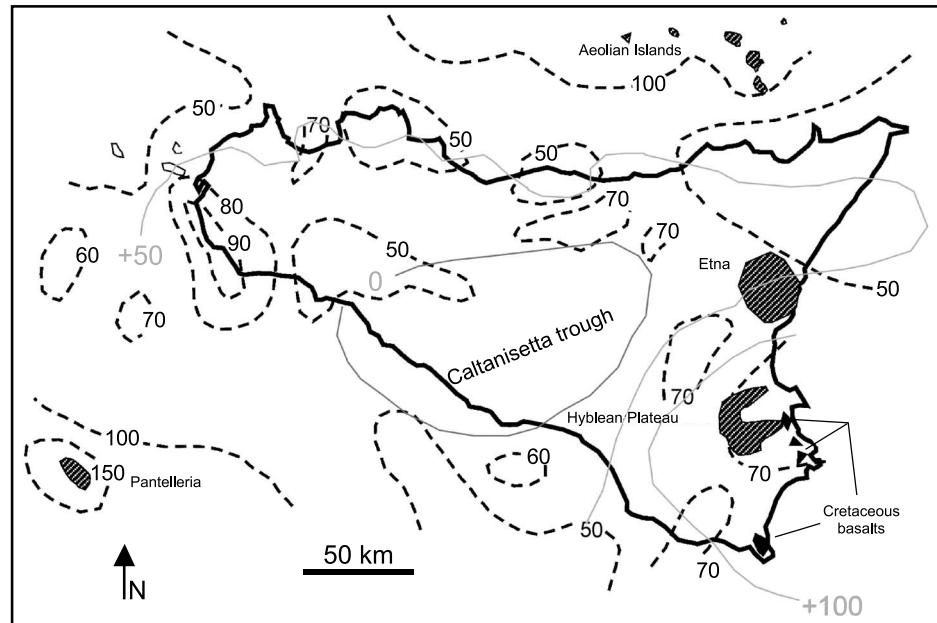 Aeolian Islands
100
50
70
50
50
80
70
70
90
50
+50
60
0
Etna
50
70
Caltanisetta trough
70
Hyblean Plateau
100
150
Pantelleria
60
70
Cretaceous
basalts
50
50 km
70
N
+100